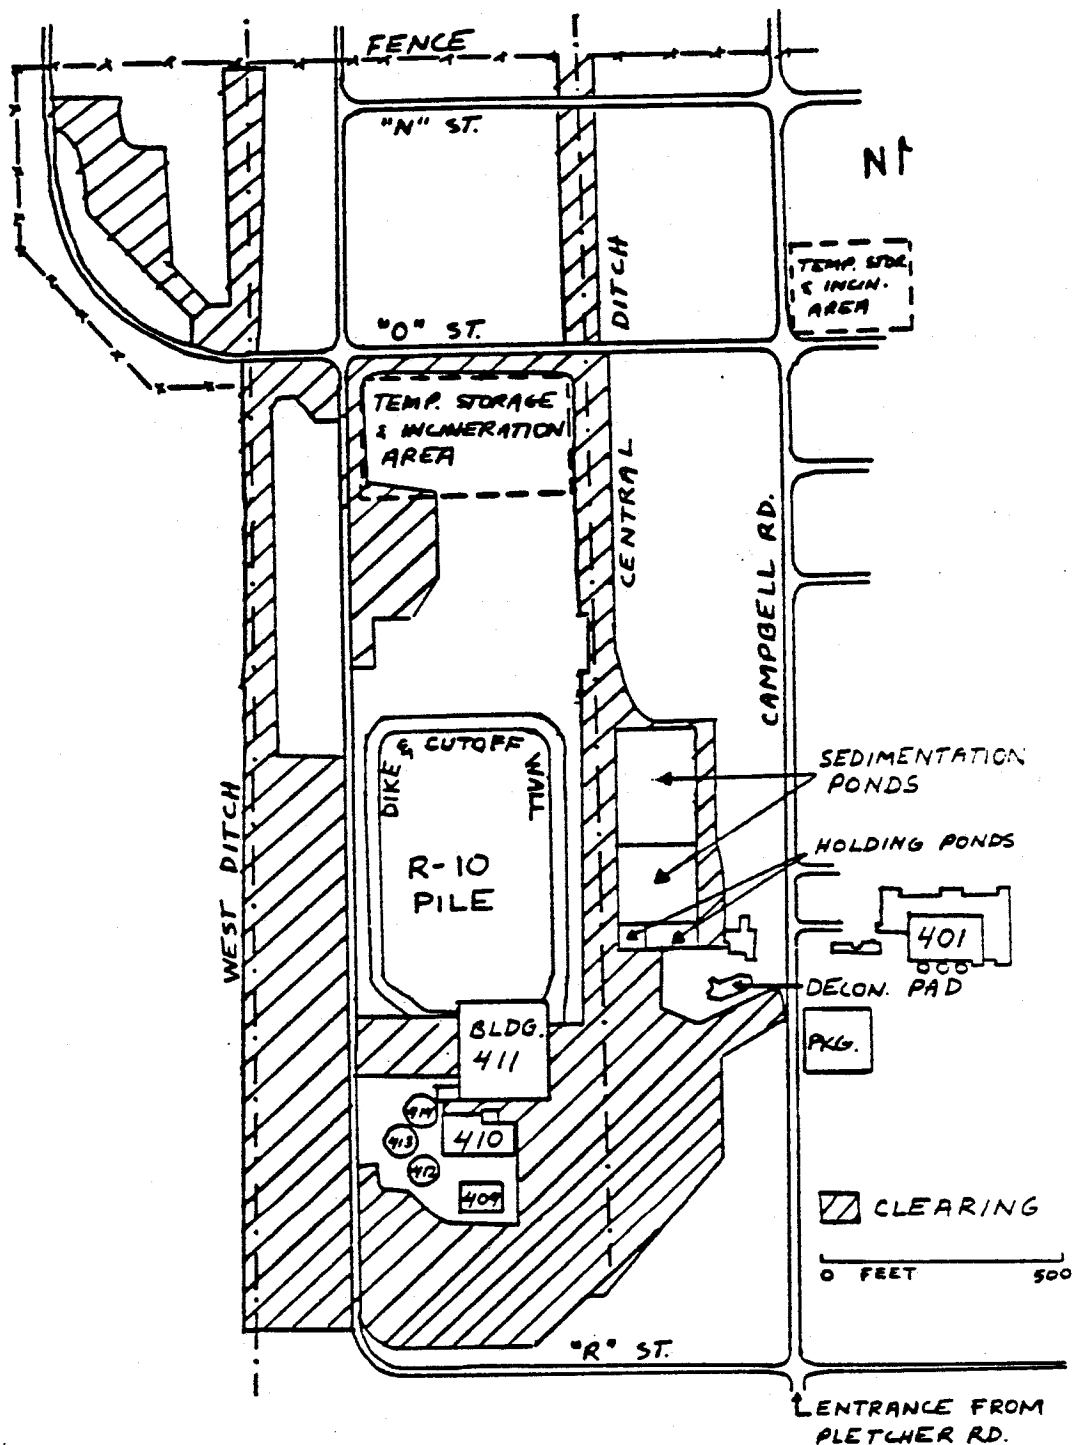 FENCE
"N" ST.
N
DITCH
TEMP. STOR
& INCIN.
AREA
"O" ST.
TEMP. STORAGE
& INCINERATION
AREA
CENTRAL
CAMPBELL RD.
& CUTOFF
DIKE
WALL
SEDIMENTATION
PONDS
WEST DITCH
HOLDING PONDS
R-10
PILE
401
DECON. PAD
BLDG.
411
PKG.
414
413
410
412
409
CLEARING
0 FEET 500
"R" ST.
ENTRANCE FROM
PLETCHER RD.